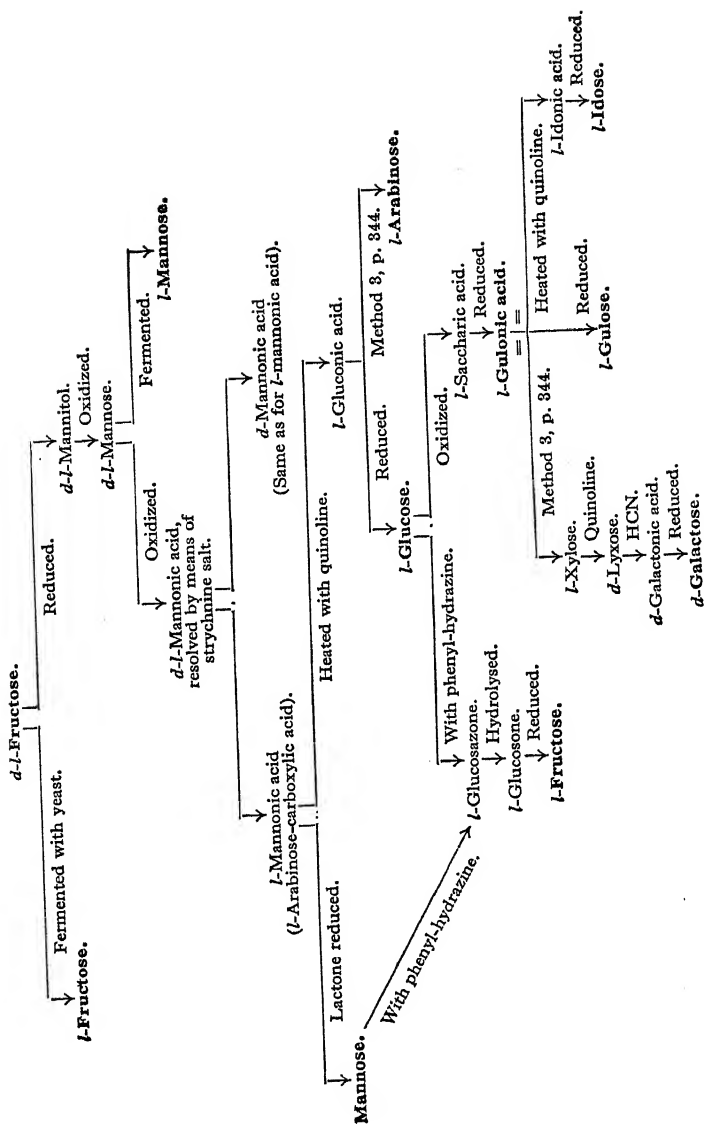 d-l-Fructose.
Fermented with yeast.
Reduced.
l-Fructose.
d-l-Mannitol.
Oxidized.
d-l-Mannose.
Oxidized.
Fermented.
l-Mannose.
d-l-Mannonic acid,
resolved by means of
strychnine salt.
l-Mannonic acid
(l-Arabinose-carboxylic acid).
d-Mannonic acid
(Same as for l-mannonic acid).
Lactone reduced.
Heated with quinoline.
Mannose.
With phenyl-hydrazine.
l-Gluconic acid.
Reduced.
Method 3, p. 344.
l-Glucose.
l-Arabinose.
With phenyl-hydrazine.
Oxidized.
l-Glucosazone.
Hydrolysed.
l-Glucosone.
Reduced.
l-Fructose.
l-Saccharic acid.
Reduced.
l-Gulonic acid.
Method 3, p. 344.
Reduced.
Heated with quinoline.
l-Xylose.
Quinoline.
d-Lyxose.
HCN.
d-Galactonic acid.
Reduced.
d-Galactose.
l-Gulose.
l-Idonic acid.
Reduced.
l-Idose.